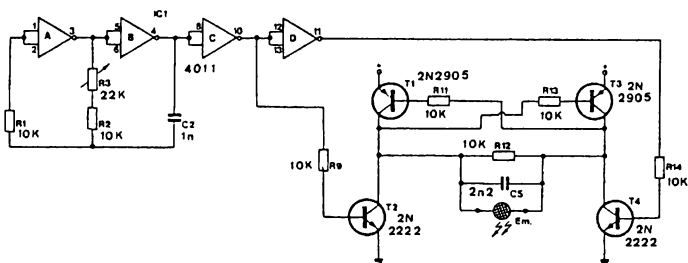 IC1
1
2
A
3
5
6
B
4
8
C
10
12
13
D
11
4011
R3
22K
R1
10K
R2
10K
C2
1n
+
T1
2N2905
R11
10K
R13
10K
+
T3
2N
2905
10K
R9
10K
R12
2n2
C5
Em.
R14
10K
T2
2N
2222
T4
2N
2222